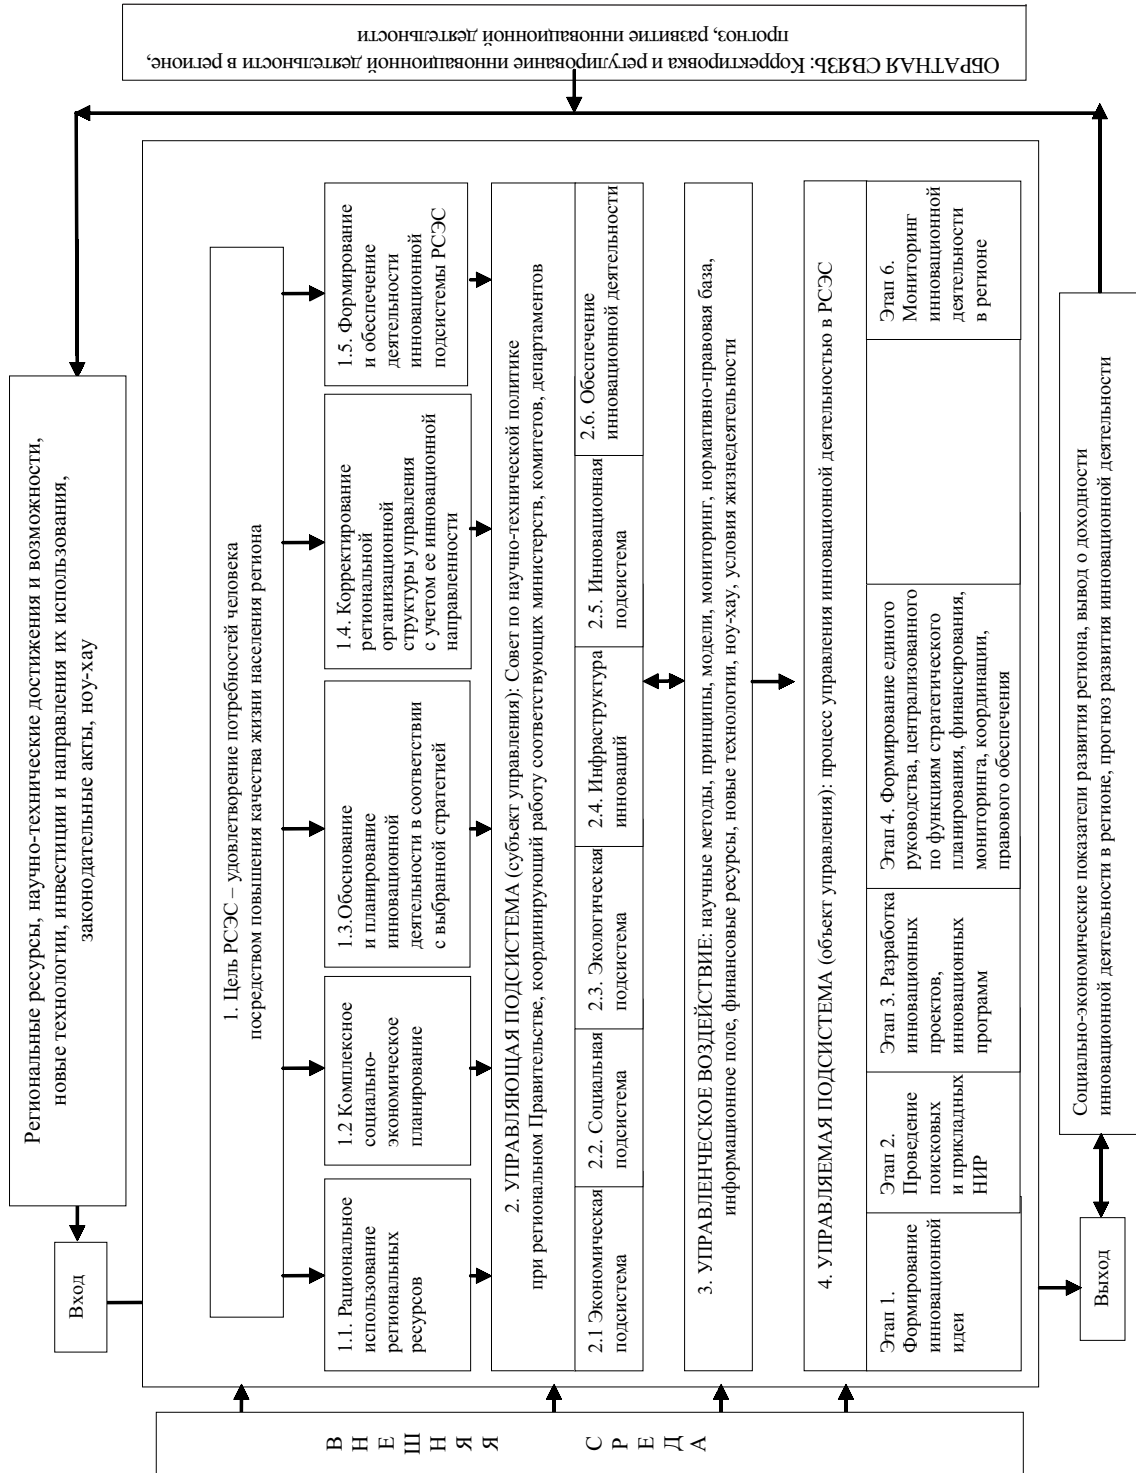 Региональные ресурсы, научно-технические достижения и возможности,
новые технологии, инвестиции и направления их использования,
законодательные акты, ноу-хау
Вход
1. Цель РСЭС – удовлетворение потребностей человека
посредством повышения качества жизни населения региона
1.1. Рациональное
использование
региональных
ресурсов
1.2 Комплексное
социально-
экономическое
планирование
1.3.Обоснование
и планирование
инновационной
деятельности в соответствии
с выбранной стратегией
1.4. Корректирование
региональной
организационной
структуры управления
с учетом ее инновационной
направленности
1.5. Формирование
и обеспечение
деятельности
инновационной
подсистемы РСЭС
2. УПРАВЛЯЮЩАЯ ПОДСИСТЕМА (субъект управления): Совет по научно-технической политике
при региональном Правительстве, координирующий работу соответствующих министерств, комитетов, департаментов
2.1 Экономическая
подсистема
2.2. Социальная
подсистема
2.3. Экологическая
подсистема
2.4. Инфраструктура
инноваций
2.5. Инновационная
подсистема
2.6. Обеспечение
инновационной деятельности
3. УПРАВЛЕНЧЕСКОЕ ВОЗДЕЙСТВИЕ: научные методы, принципы, модели, мониторинг, нормативно-правовая база,
информационное поле, финансовые ресурсы, новые технологии, ноу-хау, условия жизнедеятельности
4. УПРАВЛЯЕМАЯ ПОДСИСТЕМА (объект управления): процесс управления инновационной деятельностью в РСЭС
Этап 1.
Формирование
инновационной
идеи
Этап 2.
Проведение
поисковых
и прикладных
НИР
Этап 3. Разработка
инновационных
проектов,
инновационных
программ
Этап 4. Формирование единого
руководства, централизованного
по функциям стратегического
планирования, финансирования,
мониторинга, координации,
правового обеспечения
Этап 6.
Мониторинг
инновационной
деятельности
в регионе
Выход
Социально-экономические показатели развития региона, вывод о доходности
инновационной деятельности в регионе, прогноз развития инновационной деятельности
ВНЕШНЯЯ СРЕДА
ОБРАТНАЯ СВЯЗЬ: Корректировка и регулирование инновационной деятельности в регионе,
прогноз, развитие инновационной деятельности